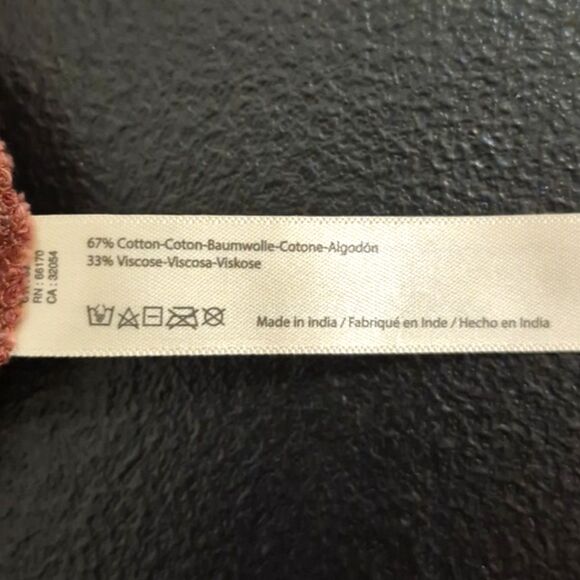 67% Cotton-Coton-Baumwolle-Cotone-Algodón
33% Viscose-Viscosa-Viskose
Made in india / Fabriqué en Inde / Hecho en India
RN : 66170
CA : 32084